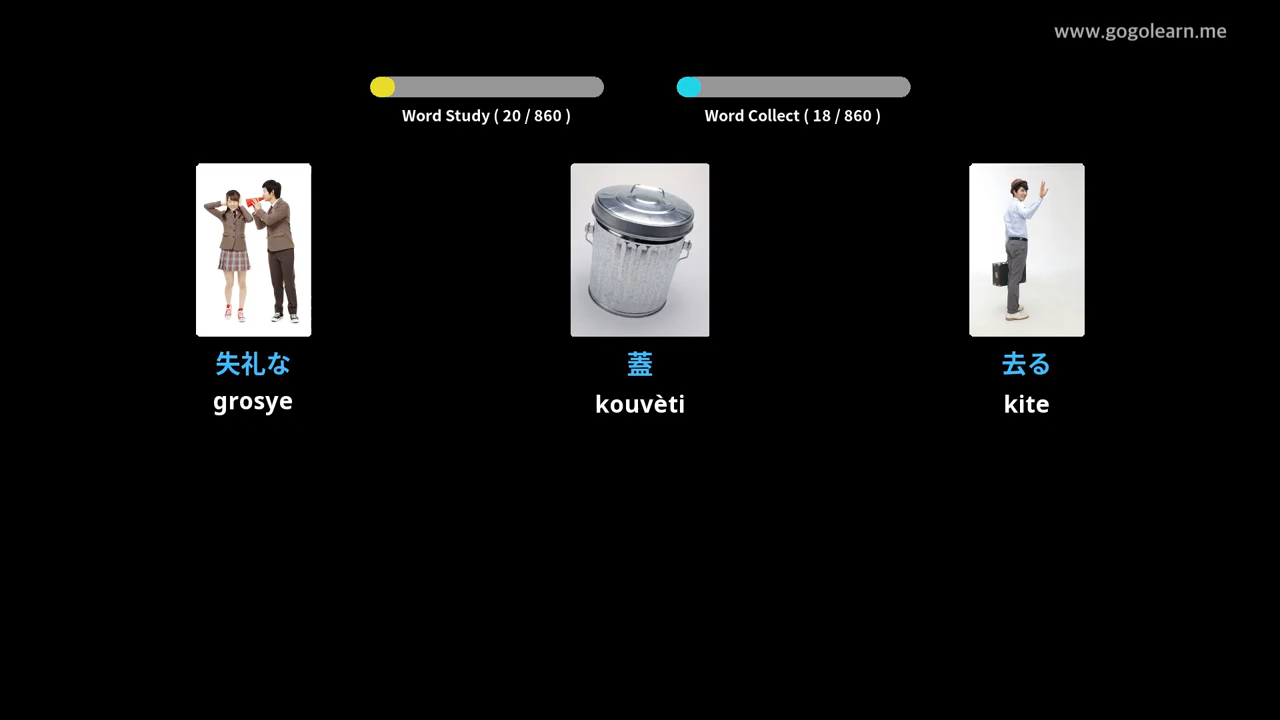 www.gogolearn.me
Word Study ( 20 / 860 )
Word Collect ( 18 / 860 )
失礼な
grosye
蓋
kouvèti
去る
kite